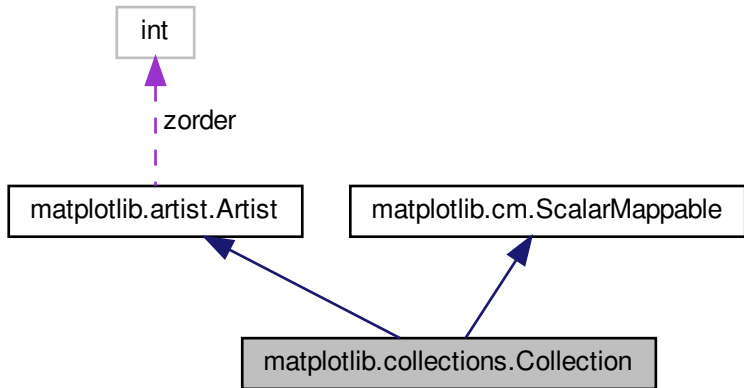 int
zorder
matplotlib.artist.Artist
matplotlib.cm.ScalarMappable
matplotlib.collections.Collection